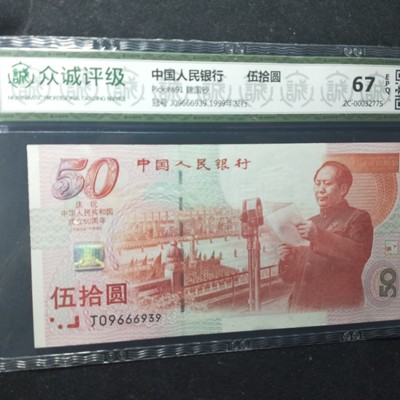 众诚评级
中国人民银行 伍拾圆
Pick#891 建国钞
冠号 J09666939,1999年发行
67
EPQ
ZC-00032775
50
中国人民银行
庆祝
中华人民共和国
成立50周年
伍拾圆
J09666939
50